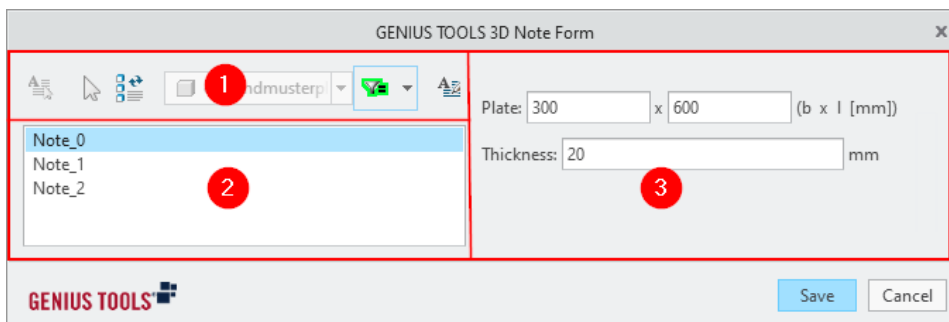 GENIUS TOOLS 3D Note Form
x
1
ndmusterpl
Plate: 300 x 600 (b x l [mm])
Thickness: 20 mm
Note_0
Note_1
Note_2
2
3
GENIUS TOOLS
Save Cancel